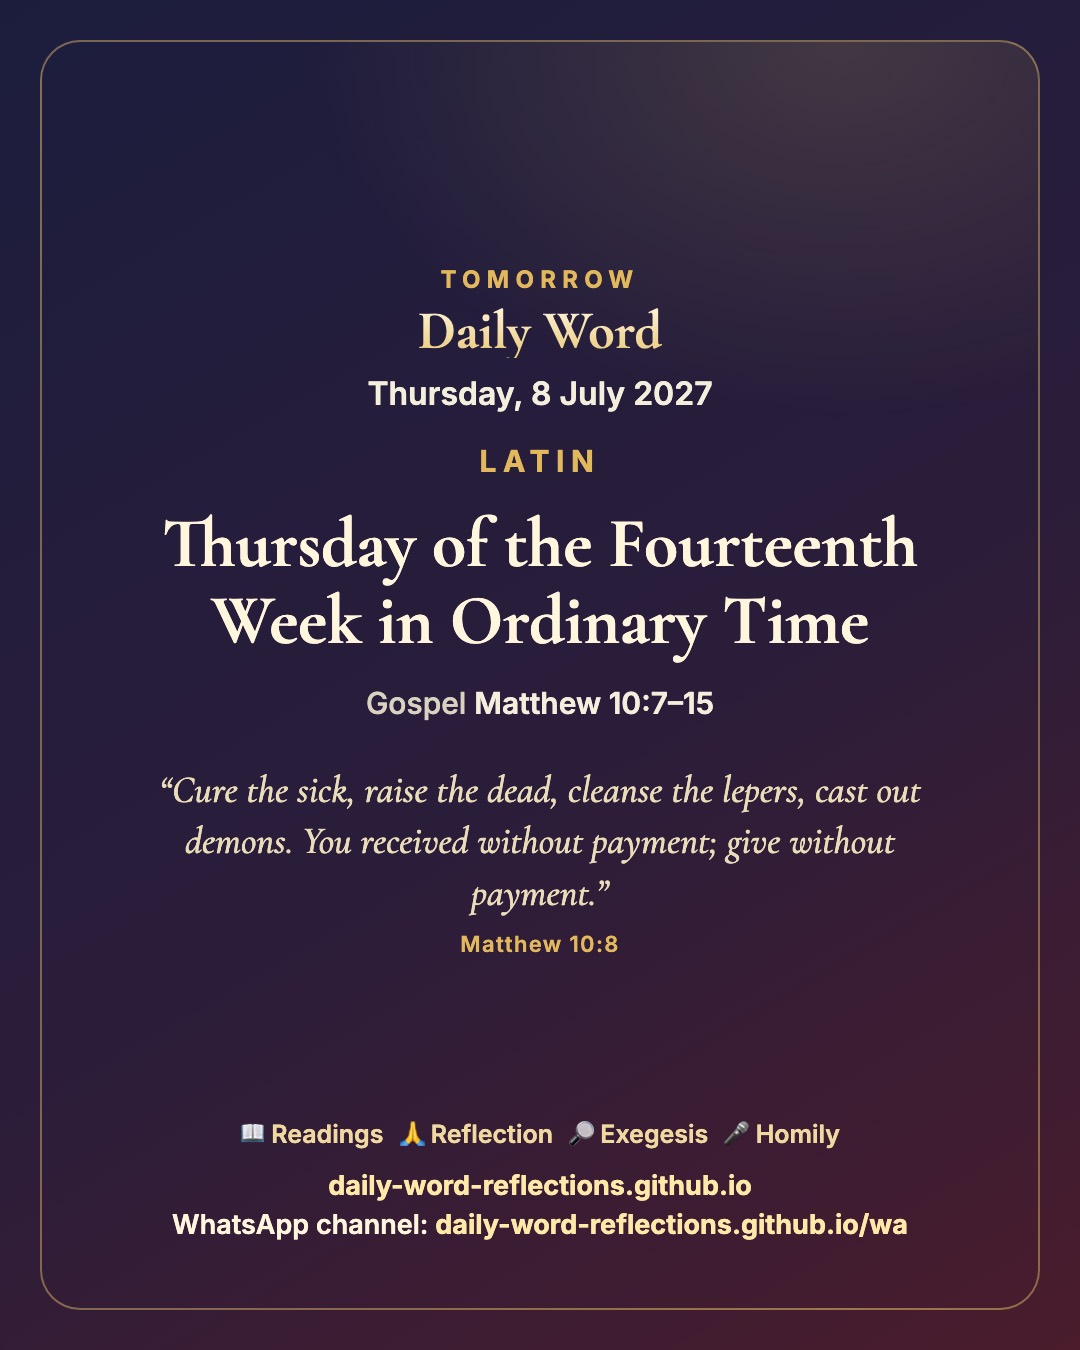 TOMORROW
Daily Word
Thursday, 8 July 2027
LATIN
Thursday of the Fourteenth
Week in Ordinary Time
Gospel Matthew 10:7–15
“Cure the sick, raise the dead, cleanse the lepers, cast out
demons. You received without payment; give without
payment.”
Matthew 10:8
📖 Readings 🙏 Reflection 🔎 Exegesis 🎤 Homily
daily-word-reflections.github.io
WhatsApp channel: daily-word-reflections.github.io/wa